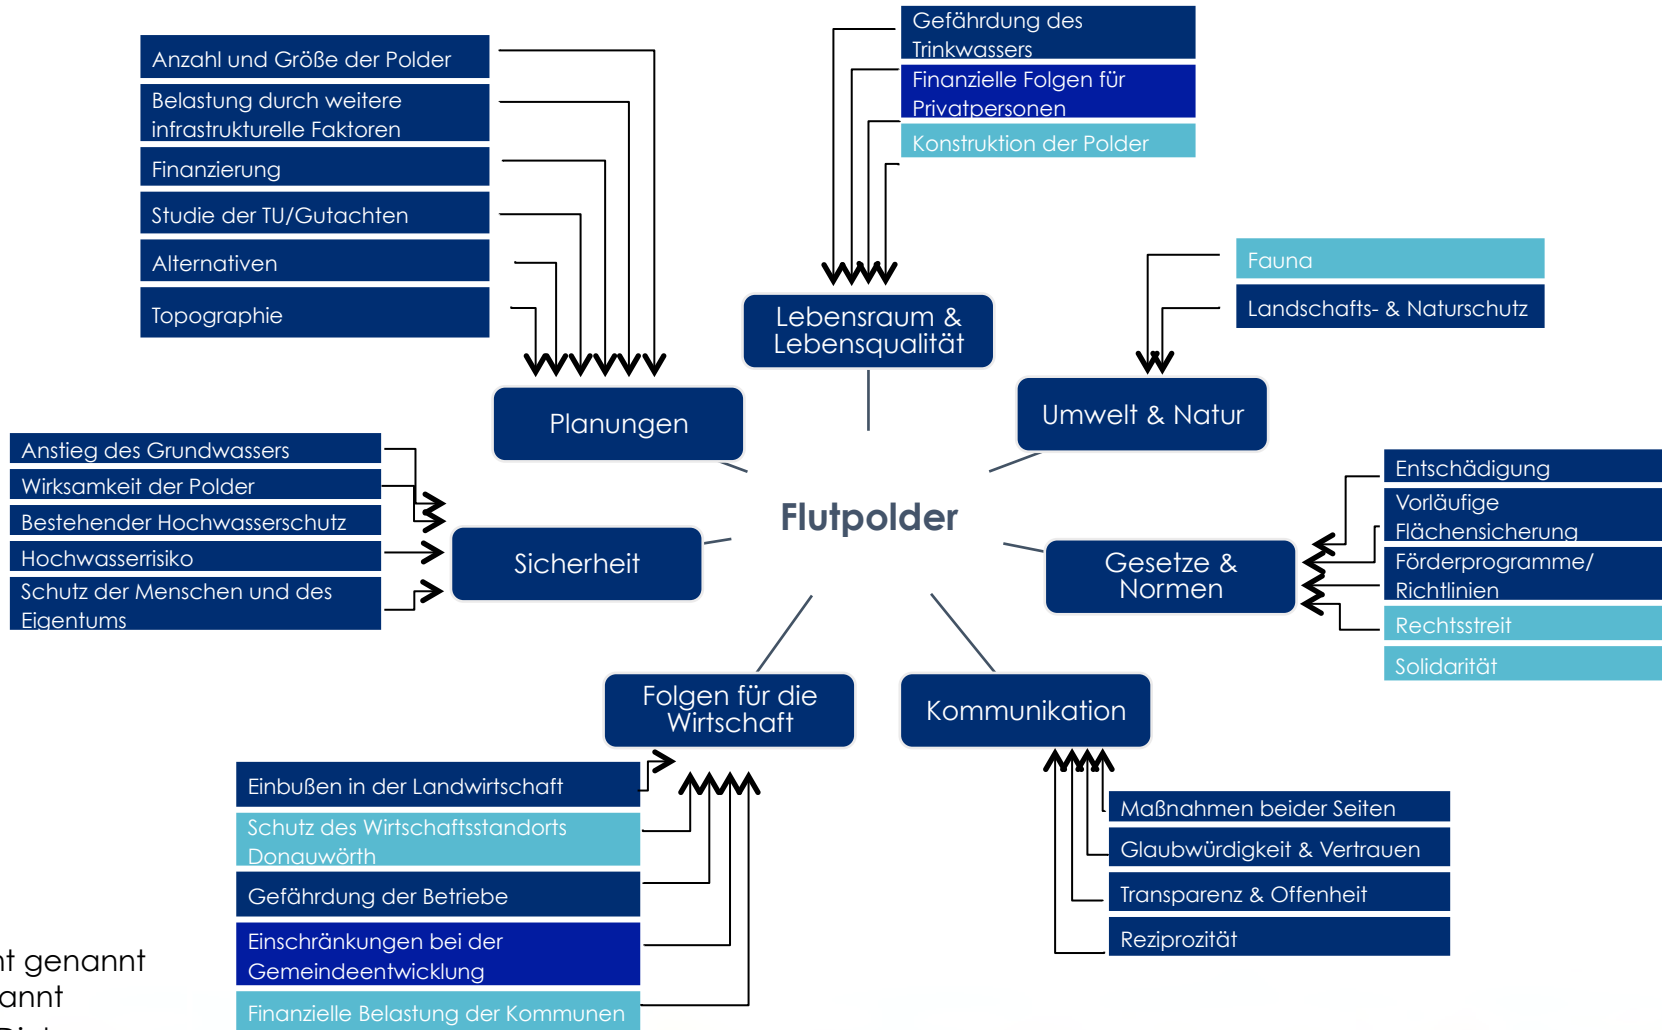 Anzahl und Größe der Polder
Belastung durch weitere
infrastrukturelle Faktoren
Finanzierung
Studie der TU/Gutachten
Alternativen
Topographie
Planungen
Gefährdung des
Trinkwassers
Finanzielle Folgen für
Privatpersonen
Konstruktion der Polder
Lebensraum &
Lebensqualität
Fauna
Landschafts- & Naturschutz
Umwelt & Natur
Anstieg des Grundwassers
Wirksamkeit der Polder
Bestehender Hochwasserschutz
Hochwasserrisiko
Schutz der Menschen und des
Eigentums
Sicherheit
Flutpolder
Gesetze &
Normen
Entschädigung
Vorläufige
Flächensicherung
Förderprogramme/
Richtlinien
Rechtsstreit
Solidarität
Folgen für die
Wirtschaft
Kommunikation
Einbußen in der Landwirtschaft
Schutz des Wirtschaftsstandorts
Donauwörth
Gefährdung der Betriebe
Einschränkungen bei der
Gemeindeentwicklung
Finanzielle Belastung der Kommunen
Maßnahmen beider Seiten
Glaubwürdigkeit & Vertrauen
Transparenz & Offenheit
Reziprozität
genannt